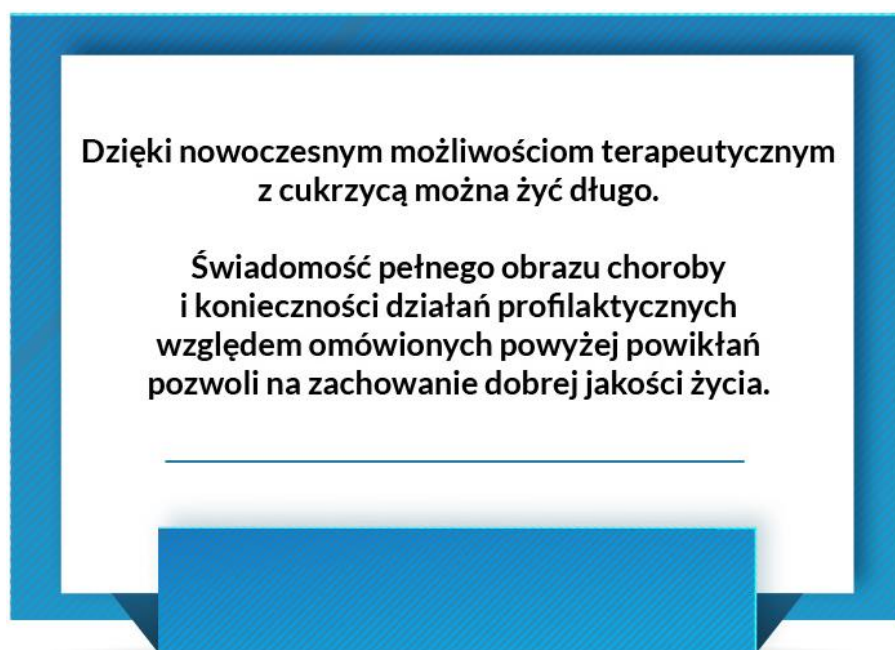 Dzięki nowoczesnym możliwościom terapeutycznym
z cukrzycą można żyć długo.
Świadomość pełnego obrazu choroby
i konieczności działań profilaktycznych
względem omówionych powyżej powikłań
pozwoli na zachowanie dobrej jakości życia.